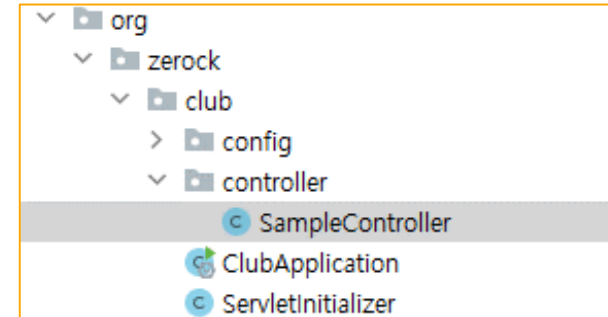 org
zerock
club
config
controller
SampleController
ClubApplication
ServletInitializer